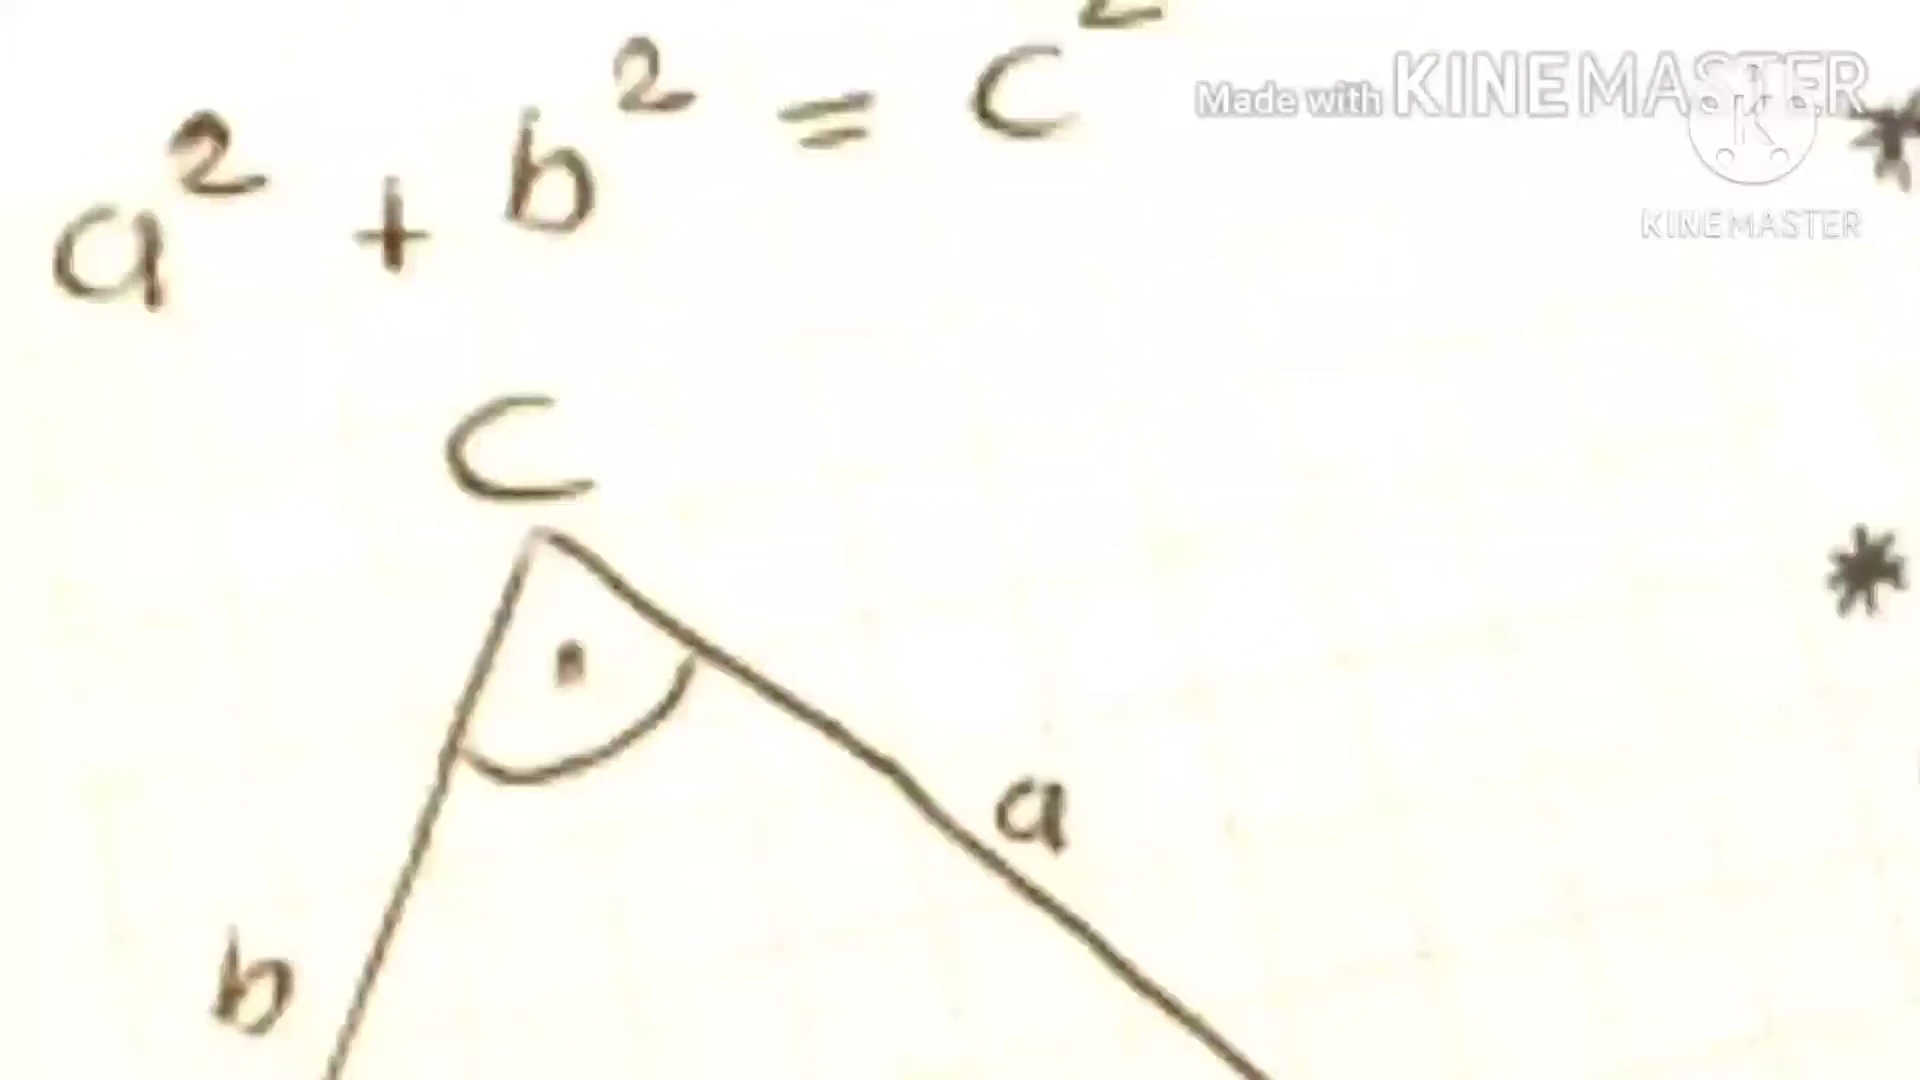 a² + b² = c²
Made with KINEMASTER
K
KINEMASTER
*
C
*
a
b